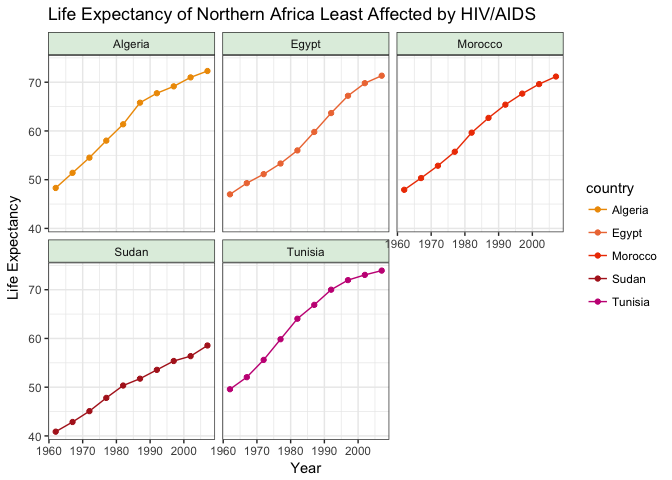 Life Expectancy of Northern Africa Least Affected by HIV/AIDS
Algeria
Egypt
Morocco
70
60
50
40
1960 1970 1980 1990 2000
Sudan
Tunisia
70
60
50
40
1960 1970 1980 1990 2000
1960 1970 1980 1990 2000
Life Expectancy
Year
country
Algeria
Egypt
Morocco
Sudan
Tunisia